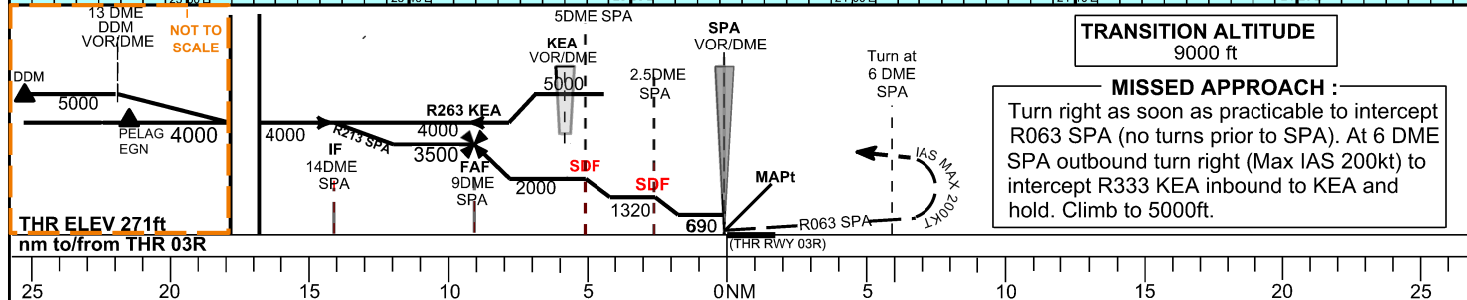 13 DME
DDM
VOR/DME
NOT TO
SCALE
DDM
5000
PELAG
EGN
4000
THR ELEV 271ft
nm to/from THR 03R
4000
R213 SPA
IF
14DME
SPA
R263 KEA
4000
3500
FAF
9DME
SPA
5DME SPA
KEA
VOR/DME
5000
2000
SDF
2.5DME
SPA
SDF
1320
690
SPA
VOR/DME
MAPt
R063 SPA
(THR RWY 03R)
Turn at
6 DME
SPA
IAS MAX 200KT
TRANSITION ALTITUDE
9000 ft
MISSED APPROACH :
Turn right as soon as practicable to intercept
R063 SPA (no turns prior to SPA). At 6 DME
SPA outbound turn right (Max IAS 200kt) to
intercept R333 KEA inbound to KEA and
hold. Climb to 5000ft.
25 20 15 10 5 0NM 5 10 15 20 25